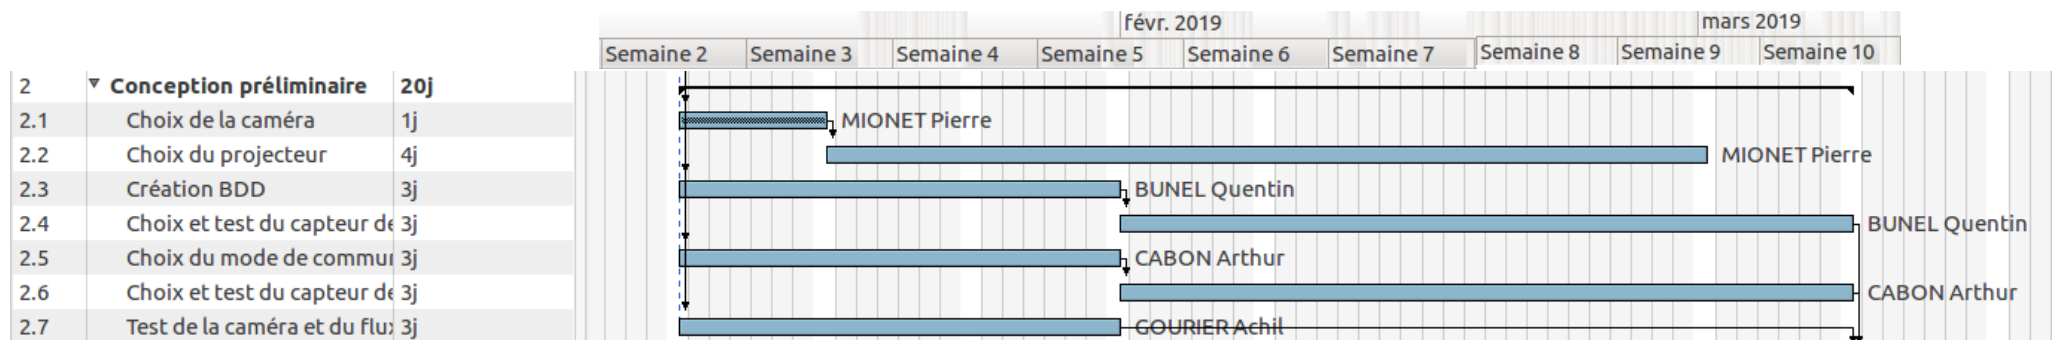 févr. 2019 mars 2019
Semaine 2 Semaine 3 Semaine 4 Semaine 5 Semaine 6 Semaine 7 Semaine 8 Semaine 9 Semaine 10
2 Conception préliminaire 20j
2.1 Choix de la caméra 1j MIONET Pierre
2.2 Choix du projecteur 4j MIONET Pierre
2.3 Création BDD 3j BUNEL Quentin
2.4 Choix et test du capteur de 3j BUNEL Quentin
2.5 Choix du mode de commun 3j CABON Arthur
2.6 Choix et test du capteur de 3j CABON Arthur
2.7 Test de la caméra et du flux 3j GOURIER Achil